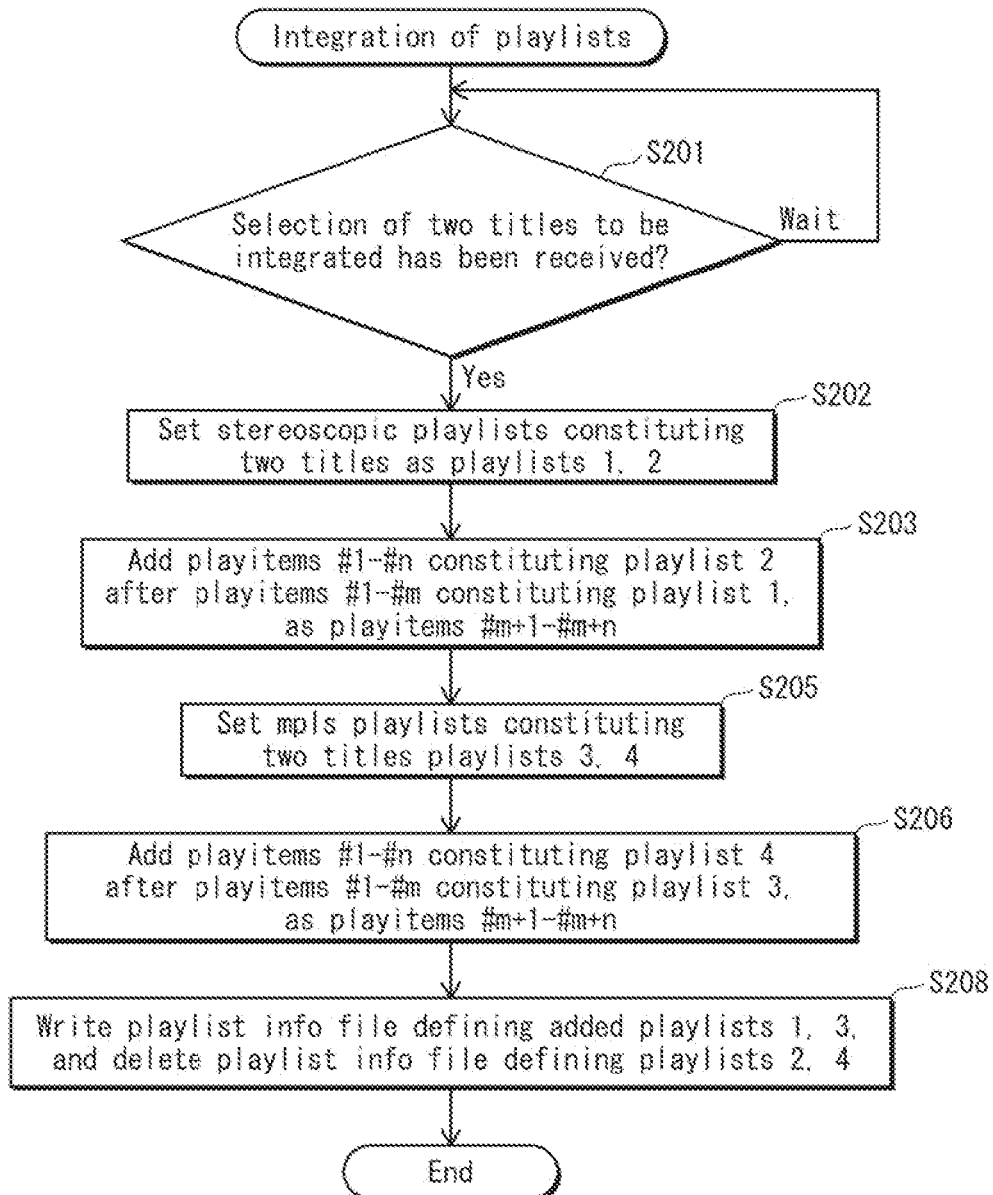 Integration of playlists
S201
Selection of two titles to be
integrated has been received?
Wait
Yes
S202
Set stereoscopic playlists constituting
two titles as playlists 1, 2
S203
Add playitems #1-#n constituting playlist 2
after playitems #1-#m constituting playlist 1,
as playitems #m+1-#m+n
S205
Set mpls playlists constituting
two titles playlists 3, 4
S206
Add playitems #1-#n constituting playlist 4
after playitems #1-#m constituting playlist 3,
as playitems #m+1-#m+n
S208
Write playlist info file defining added playlists 1, 3,
and delete playlist info file defining playlists 2, 4
End